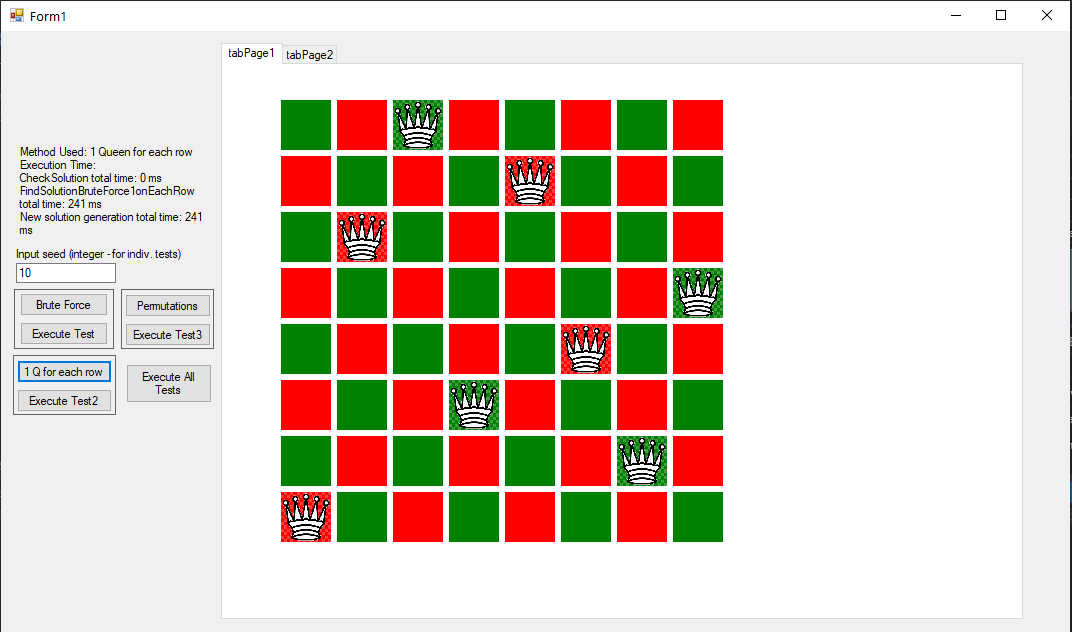 Form1
tabPage1 tabPage2
Method Used: 1 Queen for each row
Execution Time:
CheckSolution total time: 0 ms
FindSolutionBruteForce1onEachRow
total time: 241 ms
New solution generation total time: 241
ms
Input seed (integer - for indiv. tests)
10
Brute Force
Execute Test
Permutations
Execute Test3
1 Q for each row
Execute Test2
Execute All
Tests